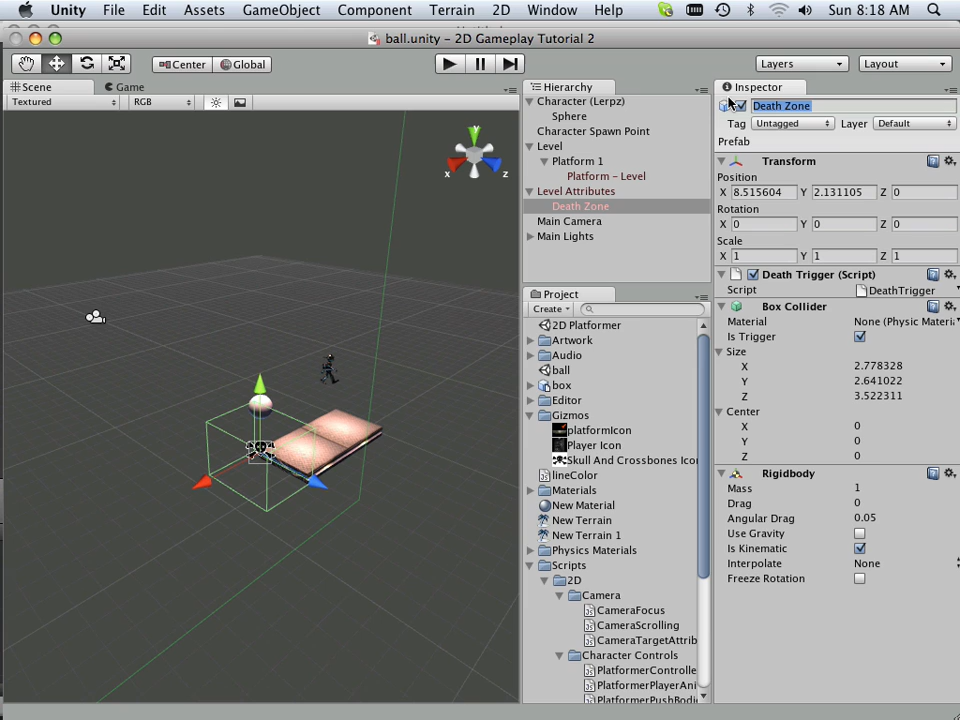 Unity File Edit Assets GameObject Component Terrain 2D Window Help Sun 8:18 AM
ball.unity – 2D Gameplay Tutorial 2
Center Global Layers Layout
Scene Game
Textured RGB
y
x z
Hierarchy
Character (Lerpz)
Sphere
Character Spawn Point
Level
Platform 1
Platform – Level
Level Attributes
Death Zone
Main Camera
Main Lights
Project
Create
2D Platformer
Artwork
Audio
ball
box
Editor
Gizmos
platformIcon
Player Icon
Skull And Crossbones Icon
lineColor
Materials
New Material
New Terrain
New Terrain 1
Physics Materials
Scripts
2D
Camera
CameraFocus
CameraScrolling
CameraTargetAttrib
Character Controls
PlatformerControlle
PlatformerPlayerAni
PlatformerPushBodi
Inspector
Death Zone
Tag Untagged Layer Default
Prefab
Transform
Position
X 8.515604 Y 2.131105 Z 0
Rotation
X 0 Y 0 Z 0
Scale
X 1 Y 1 Z 1
Death Trigger (Script)
Script DeathTrigger
Box Collider
Material None (Physic Materi
Is Trigger
Size
X 2.778328
Y 2.641022
Z 3.522311
Center
X 0
Y 0
Z 0
Rigidbody
Mass 1
Drag 0
Angular Drag 0.05
Use Gravity
Is Kinematic
Interpolate None
Freeze Rotation